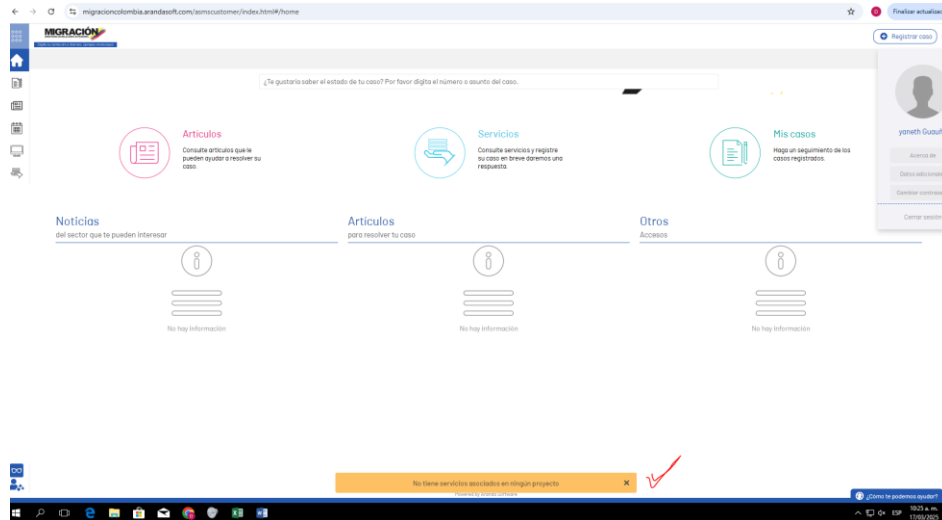 migracioncolombia.arandasoft.com/asmscustomer/index.html#/home
Finalizar actualizac
MIGRACIÓN
Registrar caso
¿Te gustaría saber el estado de tu caso? Por favor digita el número o asunto del caso.
yaneth Guauñ
Acerca de
Datos adicional
Cambiar contrase
Cerrar sesión
Artículos
Consulte artículos que le
pueden ayudar a resolver su
caso.
Servicios
Consulte servicios y registre
su caso en breve daremos una
respuesta.
Mis casos
Haga un seguimiento de los
casos registrados.
Noticias
del sector que te pueden interesar
Artículos
para resolver tu caso
Otros
Accesos
No hay información
No hay información
No hay información
No tiene servicios asociados en ningún proyecto
Powered by Aranda Software
¿Cómo te podemos ayudar?
ESP
10:25 a. m.
17/03/2025